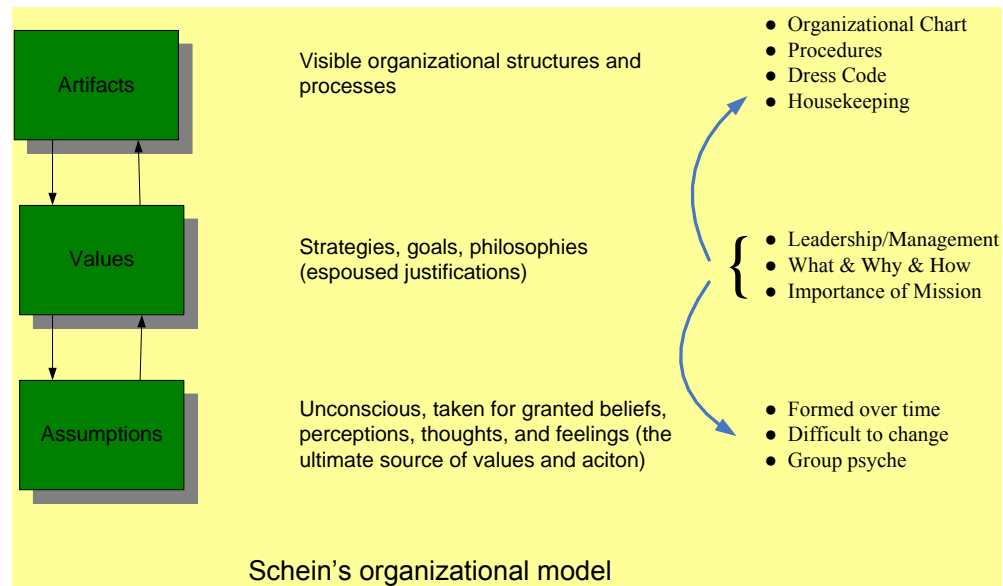 Artifacts
Visible organizational structures and
processes
● Organizational Chart
● Procedures
● Dress Code
● Housekeeping
Values
Strategies, goals, philosophies
(espoused justifications)
{
● Leadership/Management
● What & Why & How
● Importance of Mission
Assumptions
Unconscious, taken for granted beliefs,
perceptions, thoughts, and feelings (the
ultimate source of values and aciton)
● Formed over time
● Difficult to change
● Group psyche
Schein's organizational model